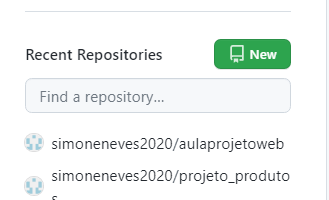 Recent Repositories
New
Find a repository...
simoneneves2020/aulaprojetoweb
simoneneves2020/projeto_produto
s